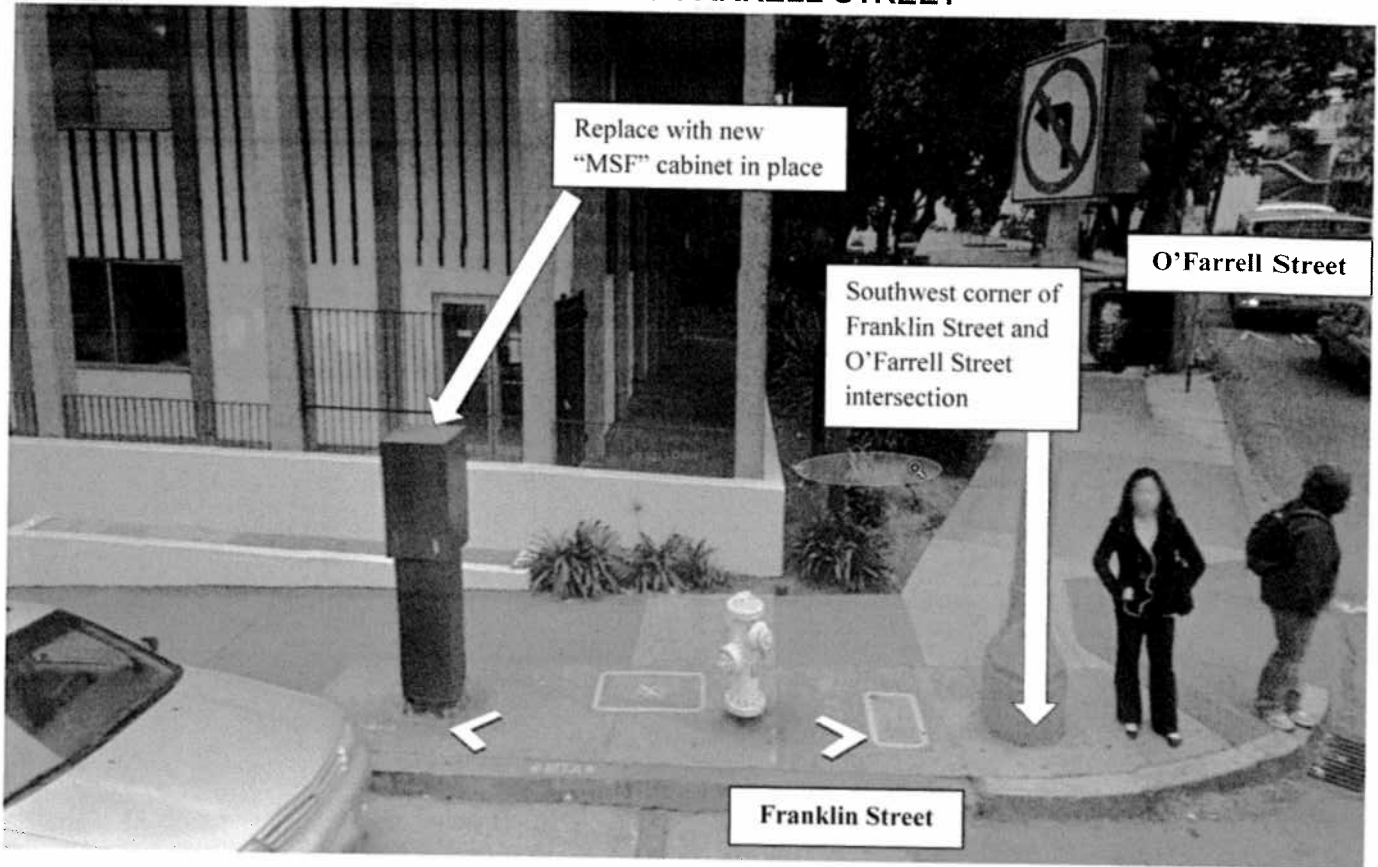 STREET
Replace with new
“MSF” cabinet in place
O’Farrell Street
Southwest corner of
Franklin Street and
O’Farrell Street
intersection
Franklin Street